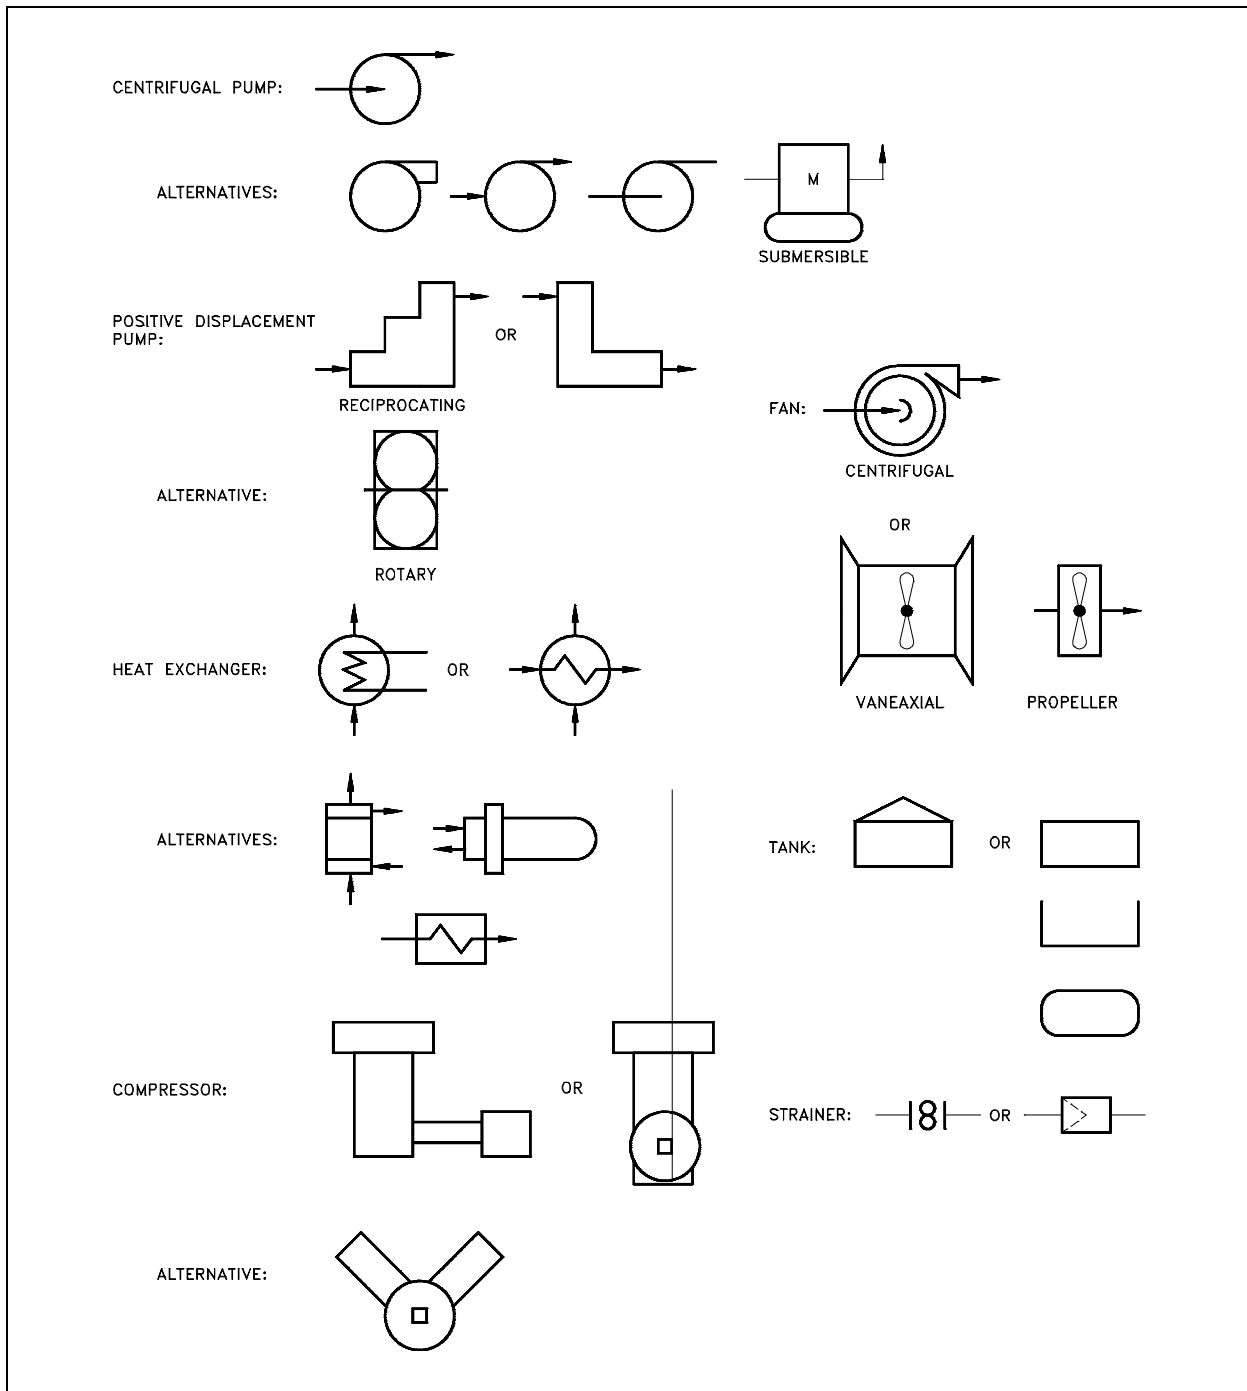 CENTRIFUGAL PUMP:
ALTERNATIVES:
M
SUBMERSIBLE
POSITIVE DISPLACEMENT
PUMP:
OR
RECIPROCATING
FAN:
CENTRIFUGAL
ALTERNATIVE:
ROTARY
OR
VANEAXIAL
PROPELLER
HEAT EXCHANGER:
OR
ALTERNATIVES:
TANK:
OR
COMPRESSOR:
OR
STRAINER:
OR
ALTERNATIVE: